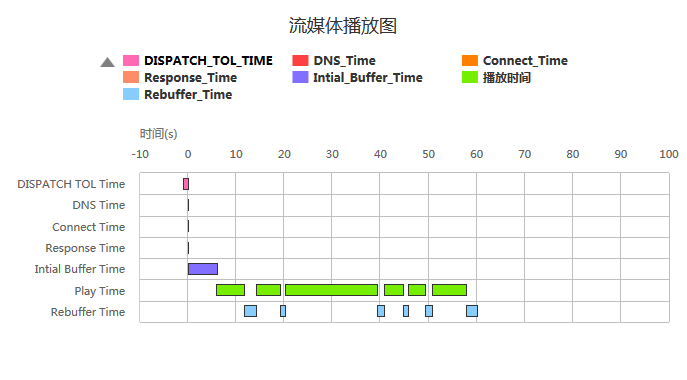 流媒体播放图
DISPATCH_TOL_TIME DNS_Time Connect_Time
Response_Time Intial_Buffer_Time 播放时间
Rebuffer_Time
时间(s)
-10 0 10 20 30 40 50 60 70 80 90 100
DISPATCH TOL Time
DNS Time
Connect Time
Response Time
Intial Buffer Time
Play Time
Rebuffer Time